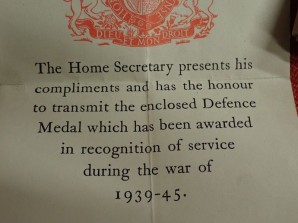 DIEU ET MON DROIT
The Home Secretary presents his
compliments and has the honour
to transmit the enclosed Defence
Medal which has been awarded
in recognition of service
during the war of
1939-45.